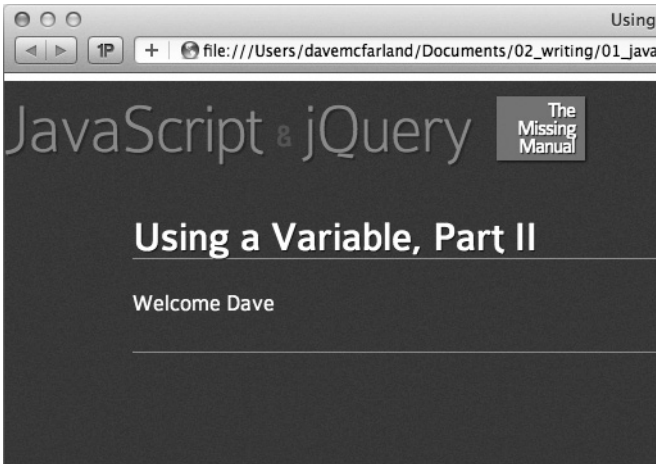 Using
1P + file:///Users/davemcfarland/Documents/02_writing/01_java
JavaScript & jQuery
The
Missing
Manual
Using a Variable, Part II
Welcome Dave